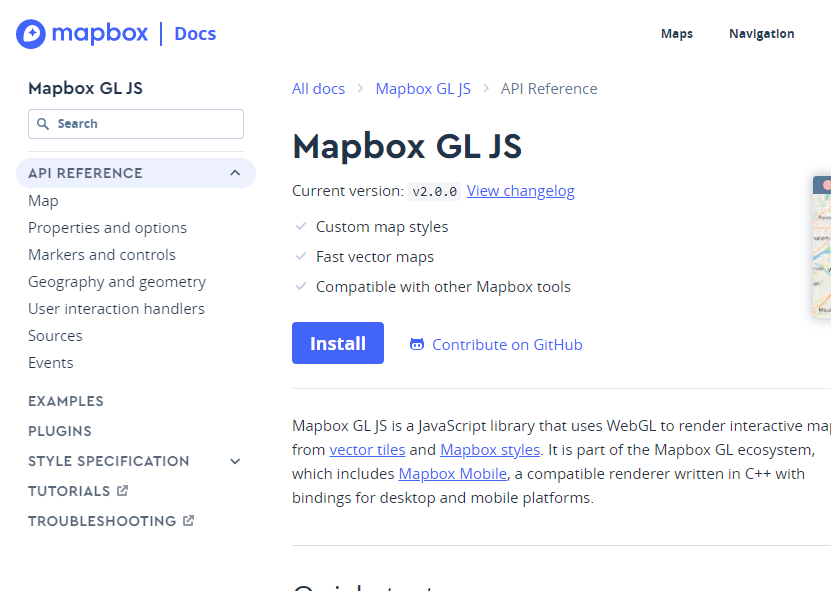 mapbox | Docs
Maps Navigation
Mapbox GL JS
Search
API REFERENCE
Map
Properties and options
Markers and controls
Geography and geometry
User interaction handlers
Sources
Events
EXAMPLES
PLUGINS
STYLE SPECIFICATION
TUTORIALS
TROUBLESHOOTING
All docs > Mapbox GL JS > API Reference
Mapbox GL JS
Current version: v2.0.0 View changelog
Custom map styles
Fast vector maps
Compatible with other Mapbox tools
Install Contribute on GitHub
Mapbox GL JS is a JavaScript library that uses WebGL to render interactive map
from vector tiles and Mapbox styles. It is part of the Mapbox GL ecosystem,
which includes Mapbox Mobile, a compatible renderer written in C++ with
bindings for desktop and mobile platforms.